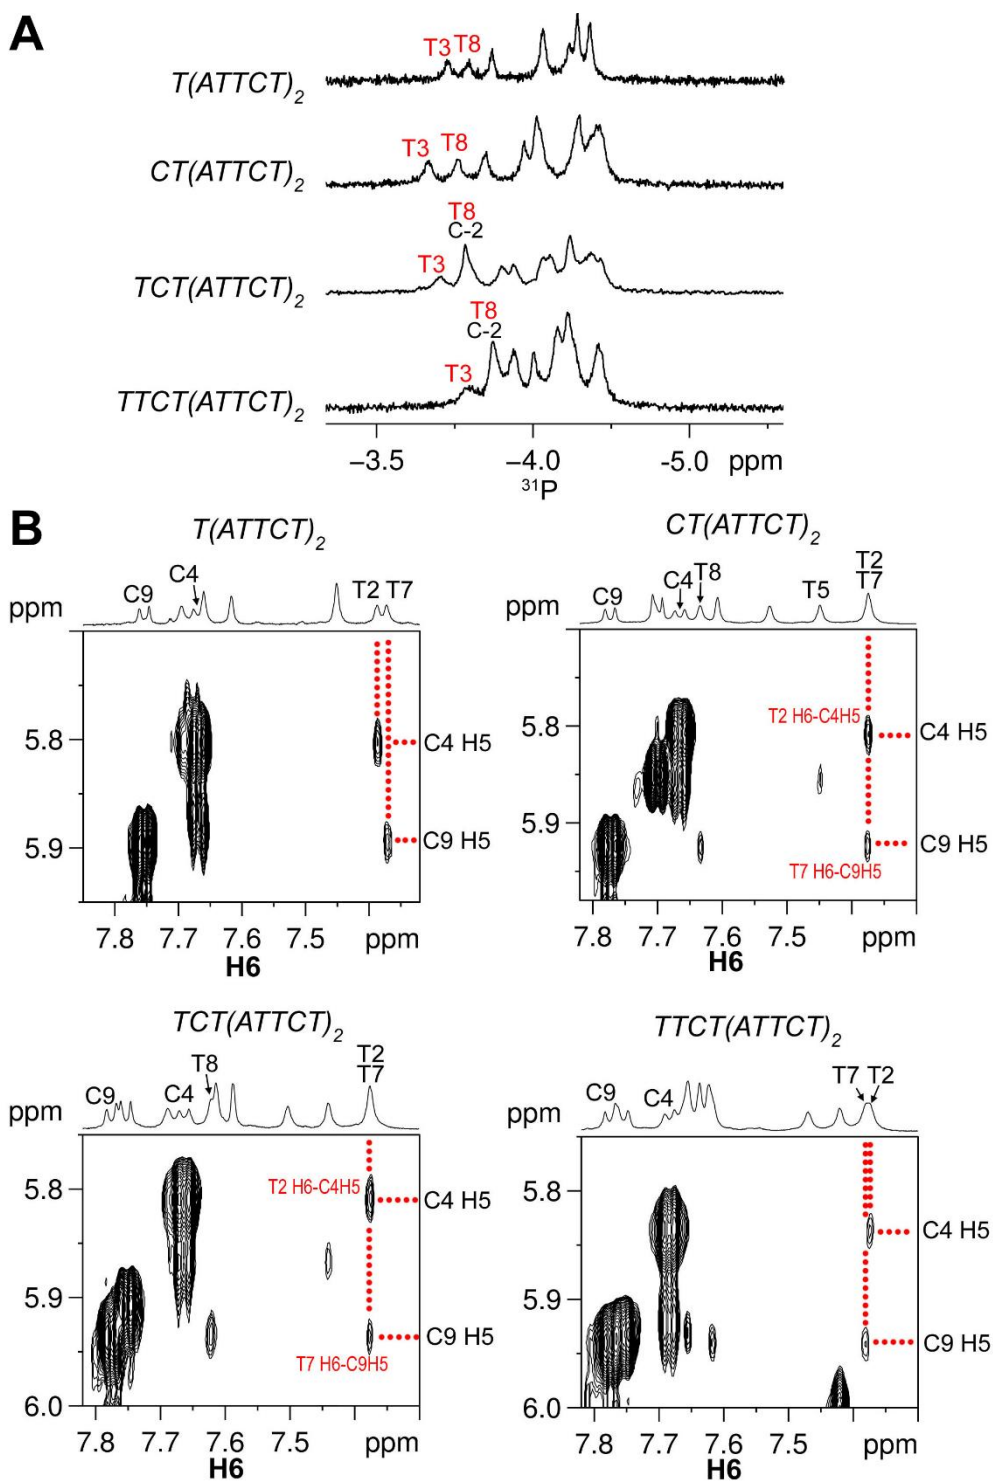 A
T3 T8
T(ATTCT)2
T3 T8
CT(ATTCT)2
T8
C-2
T3
TCT(ATTCT)2
T8
C-2
T3
TTCT(ATTCT)2
−3.5 −4.0 -5.0 ppm
31P
B
T(ATTCT)2
C9 C4 T2 T7
ppm
5.8
5.9
C4 H5
C9 H5
7.8 7.7 7.6 7.5 ppm
H6
CT(ATTCT)2
C9 C4 T8 T5 T2
T7
ppm
5.8
5.9
T2 H6-C4H5
C4 H5
C9 H5
T7 H6-C9H5
7.8 7.7 7.6 7.5 ppm
H6
TCT(ATTCT)2
C9 C4 T8 T2
T7
ppm
5.8
5.9
6.0
T2 H6-C4H5
C4 H5
C9 H5
T7 H6-C9H5
7.8 7.7 7.6 7.5 ppm
H6
TTCT(ATTCT)2
C9 C4 T7 T2
ppm
5.8
5.9
6.0
C4 H5
C9 H5
7.8 7.7 7.6 7.5 ppm
H6